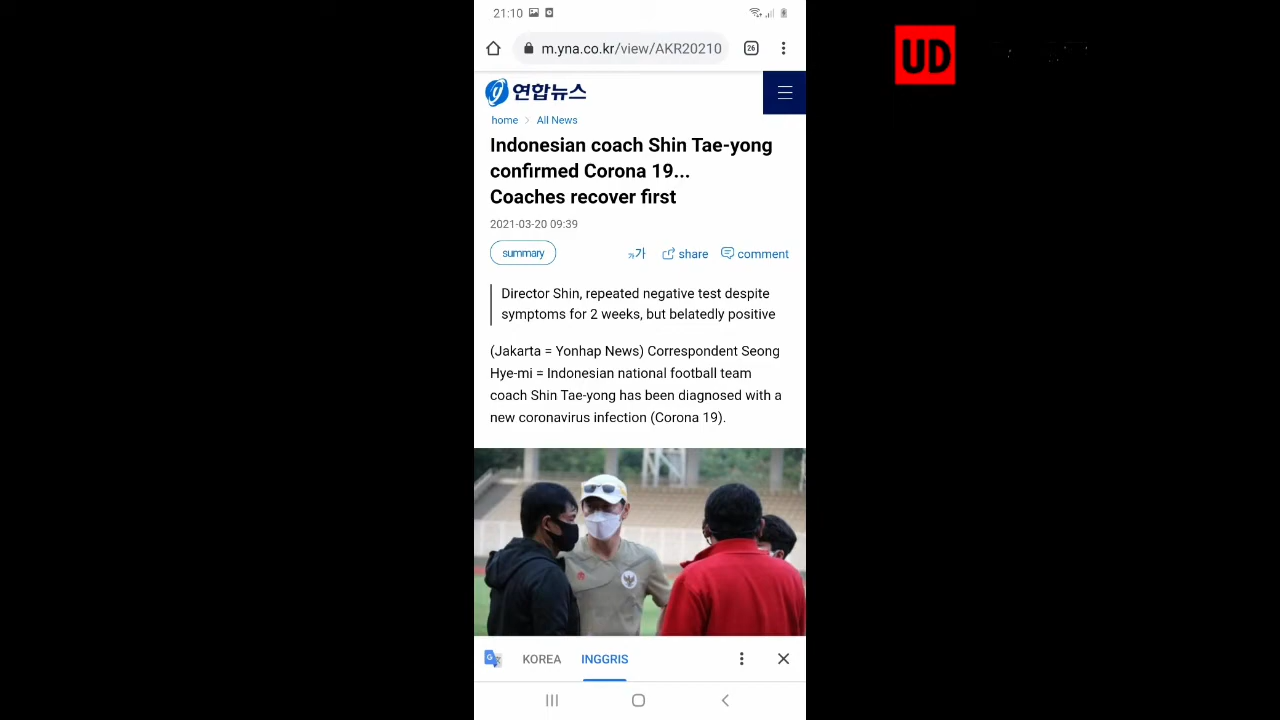 21:10
m.yna.co.kr/view/AKR20210
26
연합뉴스
home > All News
Indonesian coach Shin Tae-yong
confirmed Corona 19...
Coaches recover first
2021-03-20 09:39
summary
가
share
comment
Director Shin, repeated negative test despite
symptoms for 2 weeks, but belatedly positive
(Jakarta = Yonhap News) Correspondent Seong
Hye-mi = Indonesian national football team
coach Shin Tae-yong has been diagnosed with a
new coronavirus infection (Corona 19).
KOREA INGGRIS
UD